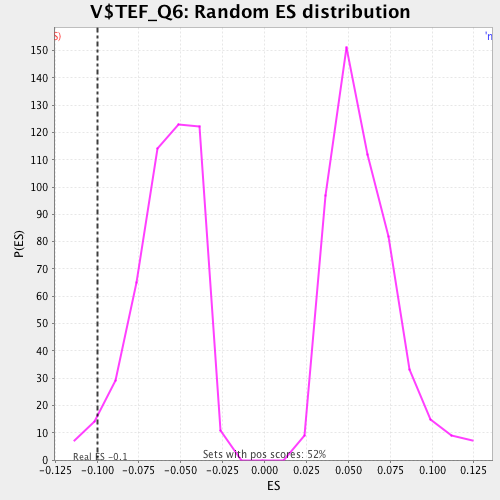 V$TEF_Q6: Random ES distribution
S)
'n
150
140
130
120
110
100
90
80
70
60
50
40
30
20
10
0
P(ES)
Real ES -0.1
Sets with pos scores: 52%
-0.125 -0.100 -0.075 -0.050 -0.025 0.000 0.025 0.050 0.075 0.100 0.125
ES